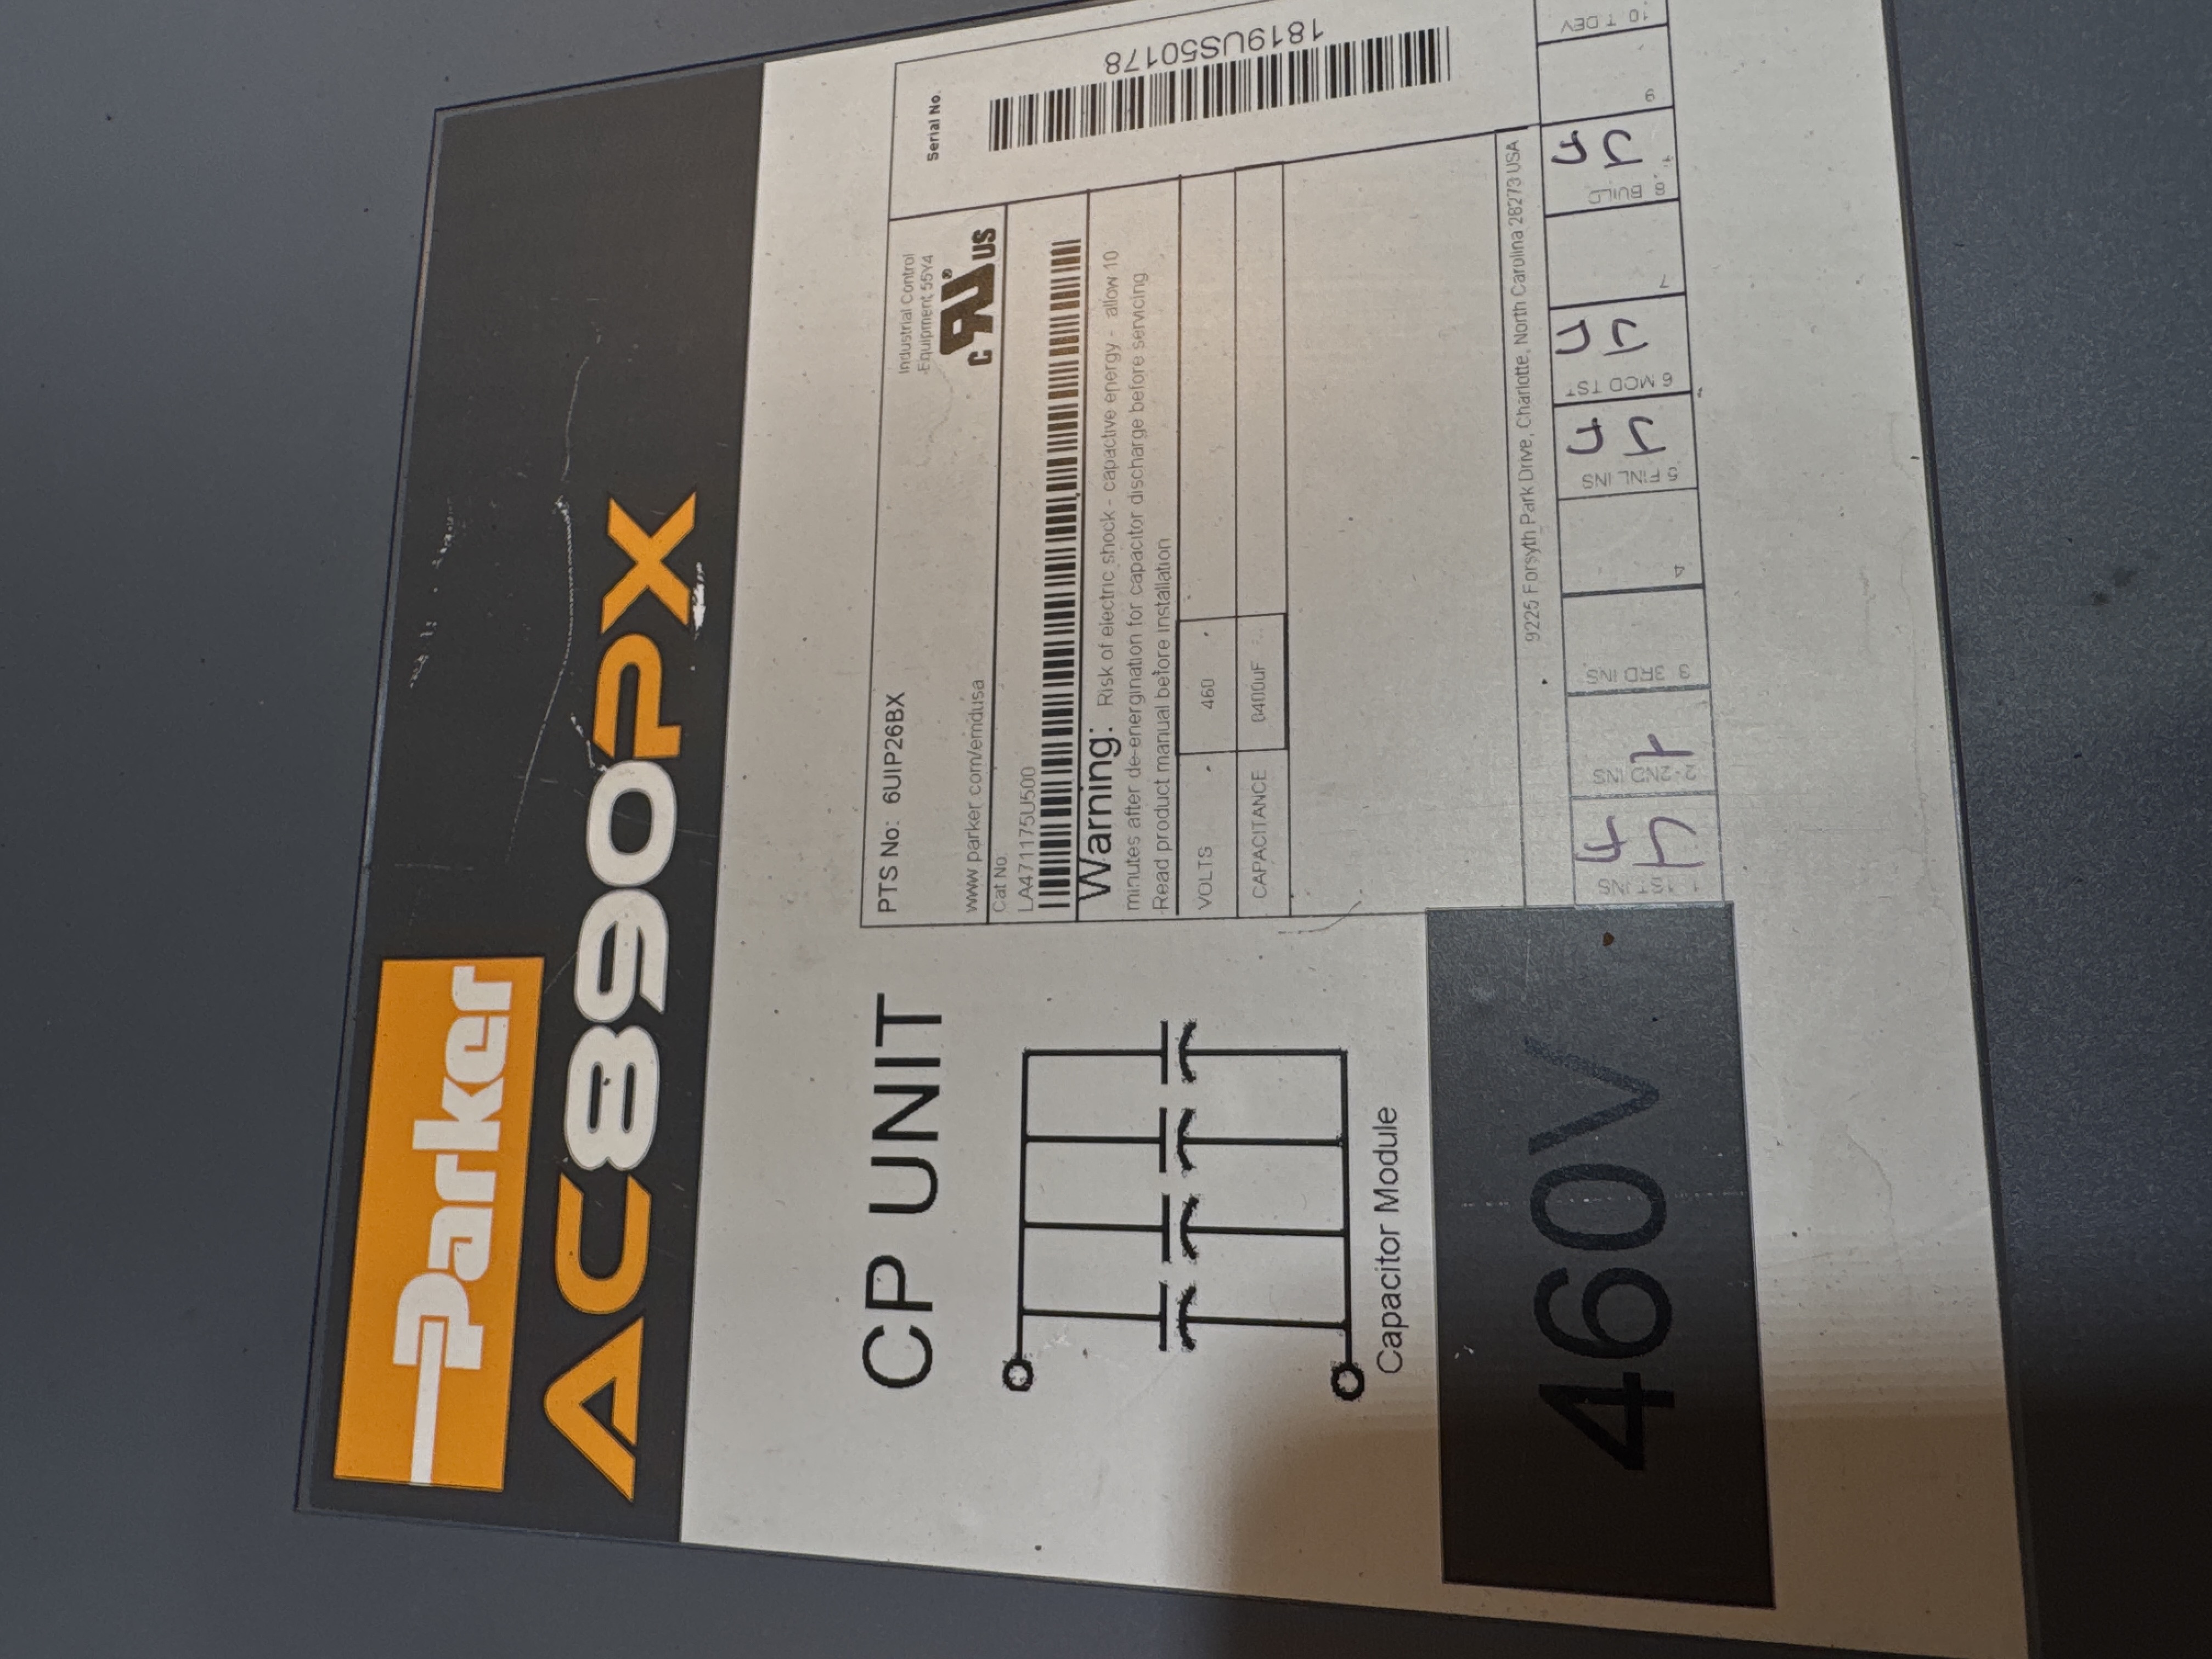 Parker
AC890PX
CP UNIT
Capacitor Module
460V
PTS No: 6UIP26BX
Industrial Control
Equipment 55Y4
www.parker.com/emdusa
c RU ® US
Cat No.
LA471175U500
Warning: Risk of electric shock - capactive energy - allow 10
minutes after de-energination for capacitor discharge before servicing
Read product manual before installation
VOLTS 460
CAPACITANCE 0400uF
Serial No.
1819US50178
9225 Forsyth Park Drive, Charlotte, North Carolina 28273 USA
1 1ST INS
2 2ND INS
3 3RD INS
4
5 FINL INS
6 MOD TST
7
8 BUILD
9
10 T DEV